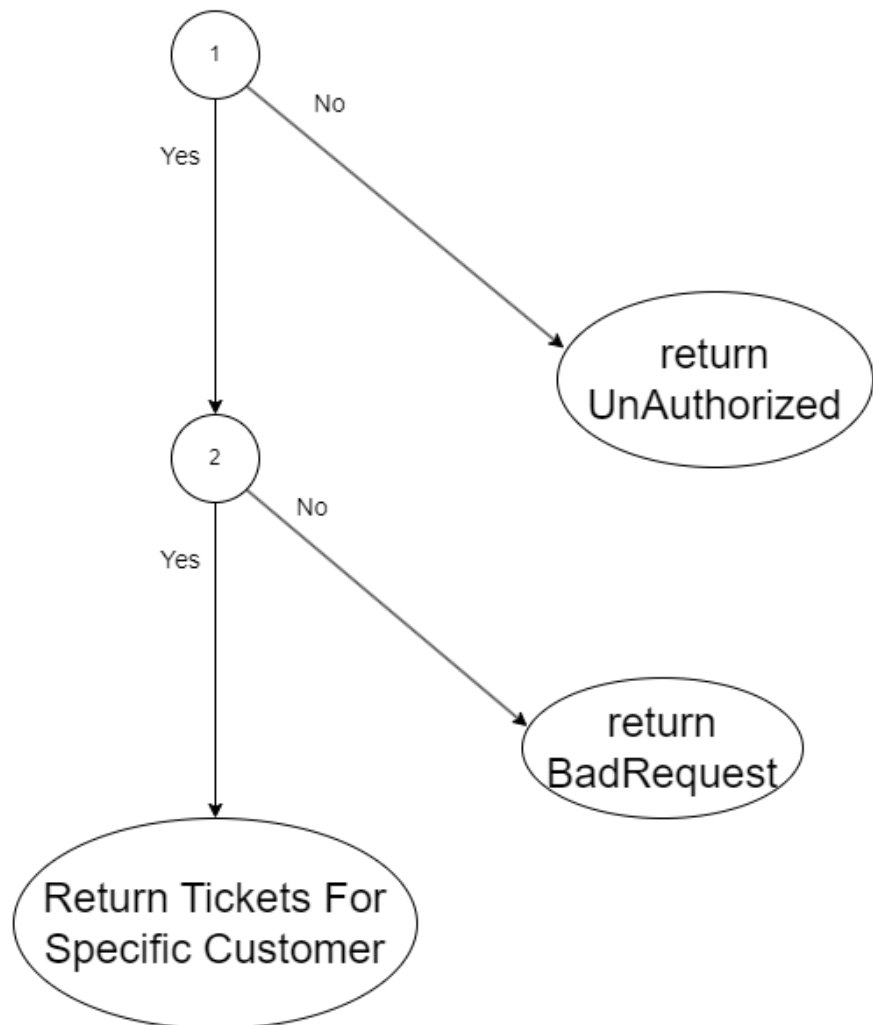 1
No
Yes
return
UnAuthorized
2
No
Yes
return
BadRequest
Return Tickets For
Specific Customer